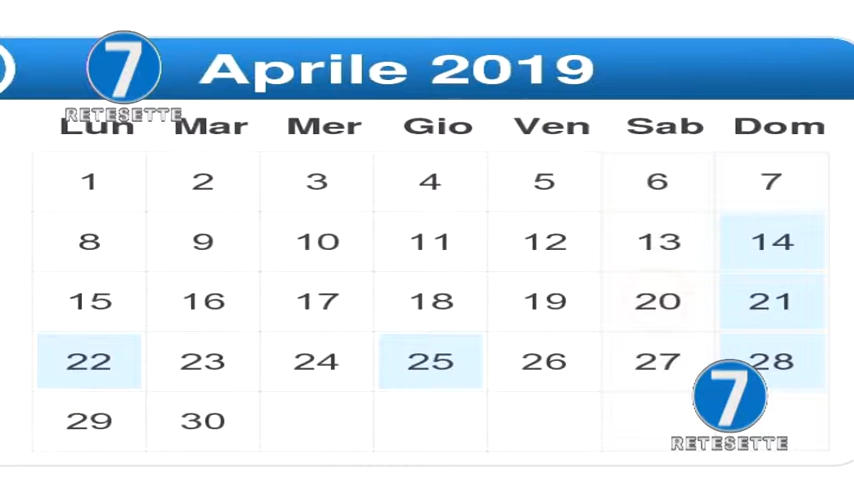 7 Aprile 2019
RETESETTE
Lun Mar Mer Gio Ven Sab Dom
1 2 3 4 5 6 7
8 9 10 11 12 13 14
15 16 17 18 19 20 21
22 23 24 25 26 27 28
29 30
7
RETESETTE